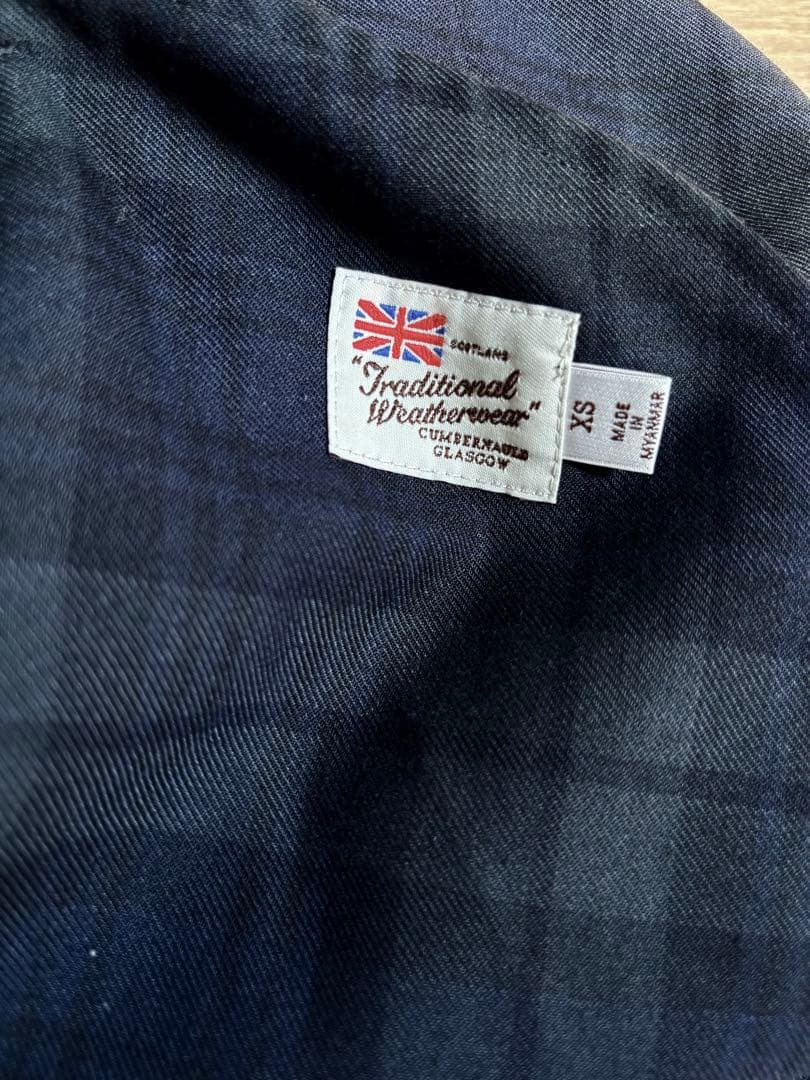 SCOTLAND
"Traditional
Weatherwear"
CUMBERNAULD
GLASGOW
XS
MADE
IN
MYANMAR